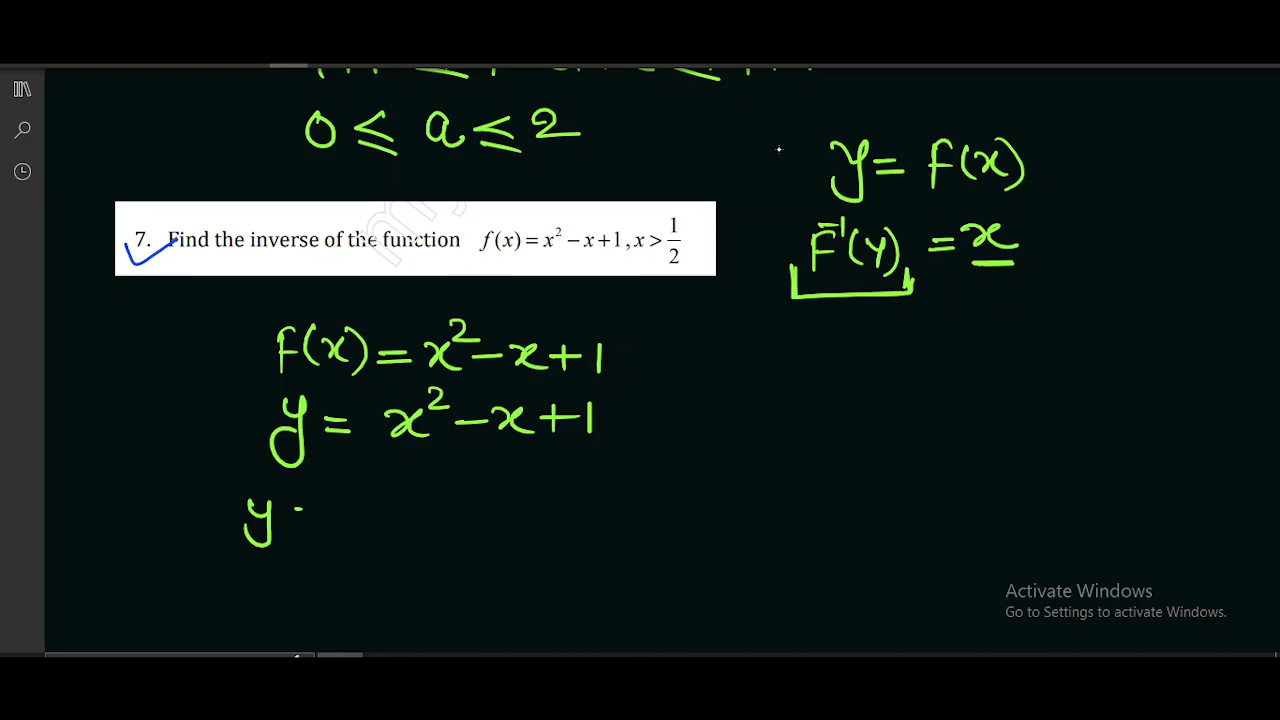 0 ≤ a ≤ 2
y = f(x)
7. Find the inverse of the function f(x) = x² − x + 1, x > 1/2
F⁻¹(y) = x
f(x) = x² − x + 1
y = x² − x + 1
y
Activate Windows
Go to Settings to activate Windows.